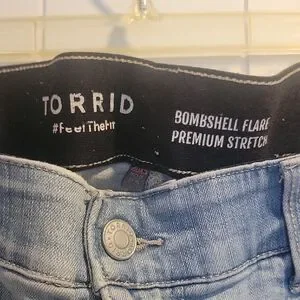 TORRID
#FeelTheFit
BOMBSHELL FLARE
PREMIUM STRETCH